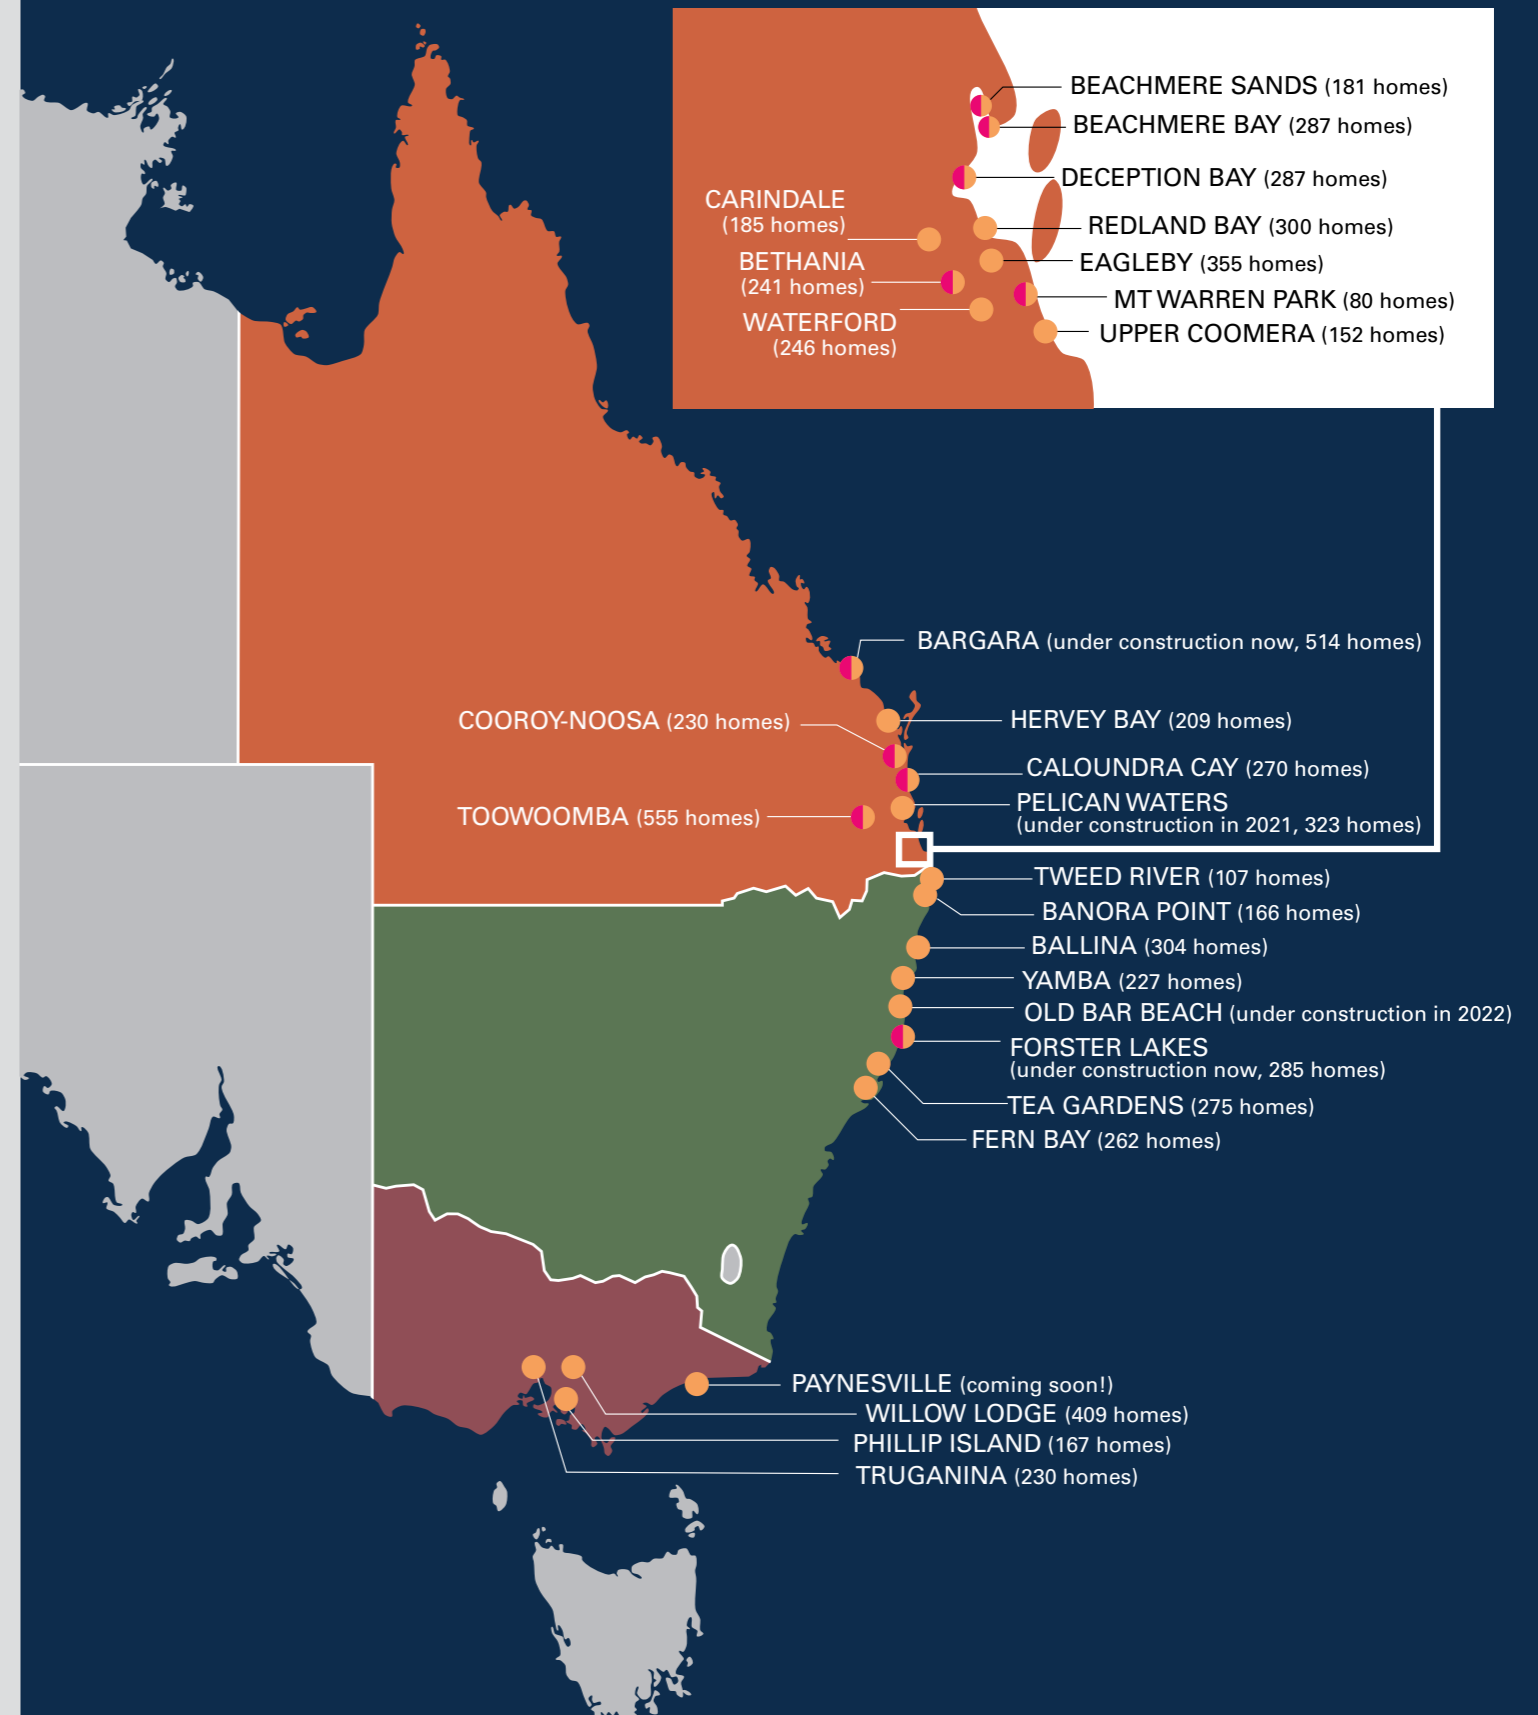 BEACHMERE SANDS (181 homes)
BEACHMERE BAY (287 homes)
DECEPTION BAY (287 homes)
CARINDALE
(185 homes)
REDLAND BAY (300 homes)
BETHANIA
(241 homes)
EAGLEBY (355 homes)
MT WARREN PARK (80 homes)
WATERFORD
(246 homes)
UPPER COOMERA (152 homes)
BARGARA (under construction now, 514 homes)
COOROY-NOOSA (230 homes)
HERVEY BAY (209 homes)
CALOUNDRA CAY (270 homes)
PELICAN WATERS
(under construction in 2021, 323 homes)
TOOWOOMBA (555 homes)
TWEED RIVER (107 homes)
BANORA POINT (166 homes)
BALLINA (304 homes)
YAMBA (227 homes)
OLD BAR BEACH (under construction in 2022)
FORSTER LAKES
(under construction now, 285 homes)
TEA GARDENS (275 homes)
FERN BAY (262 homes)
PAYNESVILLE (coming soon!)
WILLOW LODGE (409 homes)
PHILLIP ISLAND (167 homes)
TRUGANINA (230 homes)